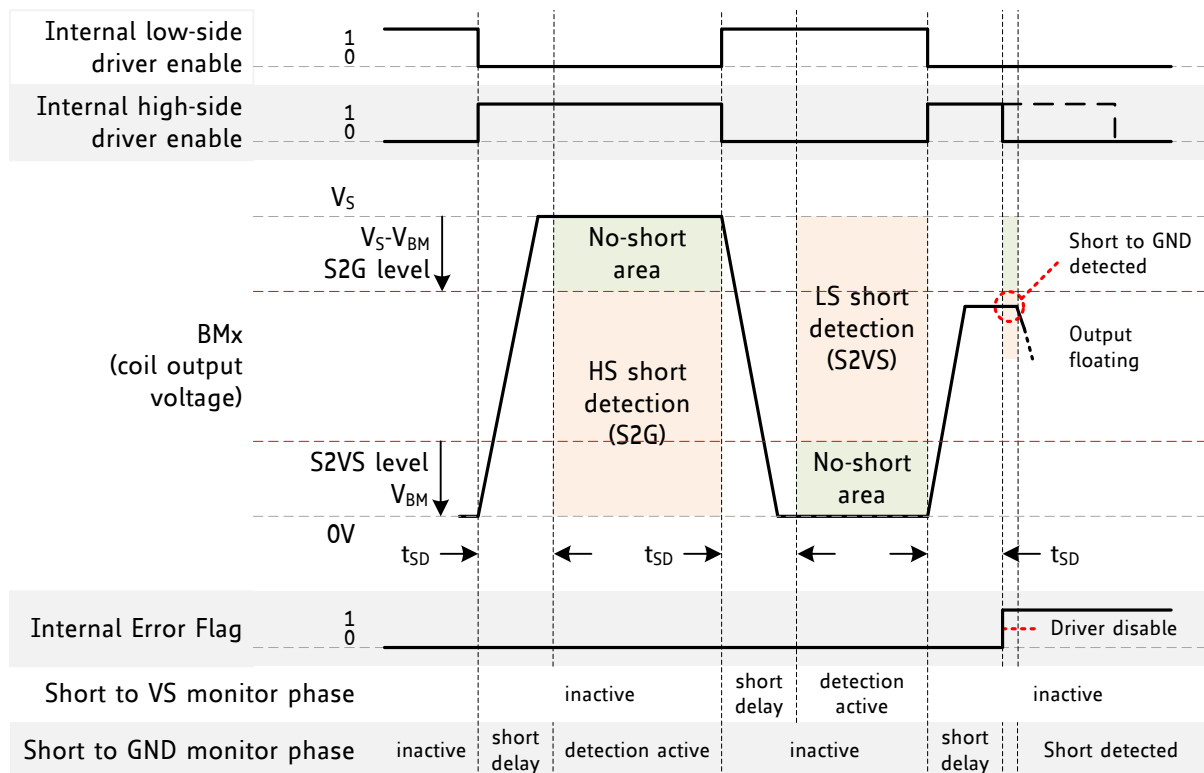 Internal low-side
driver enable
1
0
Internal high-side
driver enable
1
0
VS
VS-VBM
S2G level
No-short
area
Short to GND
detected
LS short
detection
(S2VS)
BMx
(coil output
voltage)
Output
floating
HS short
detection
(S2G)
S2VS level
VBM
No-short
area
0V
tSD
tSD
tSD
Internal Error Flag
1
0
Driver disable
Short to VS monitor phase
inactive
short
delay
detection
active
inactive
Short to GND monitor phase
inactive
short
delay
detection active
inactive
short
delay
Short detected